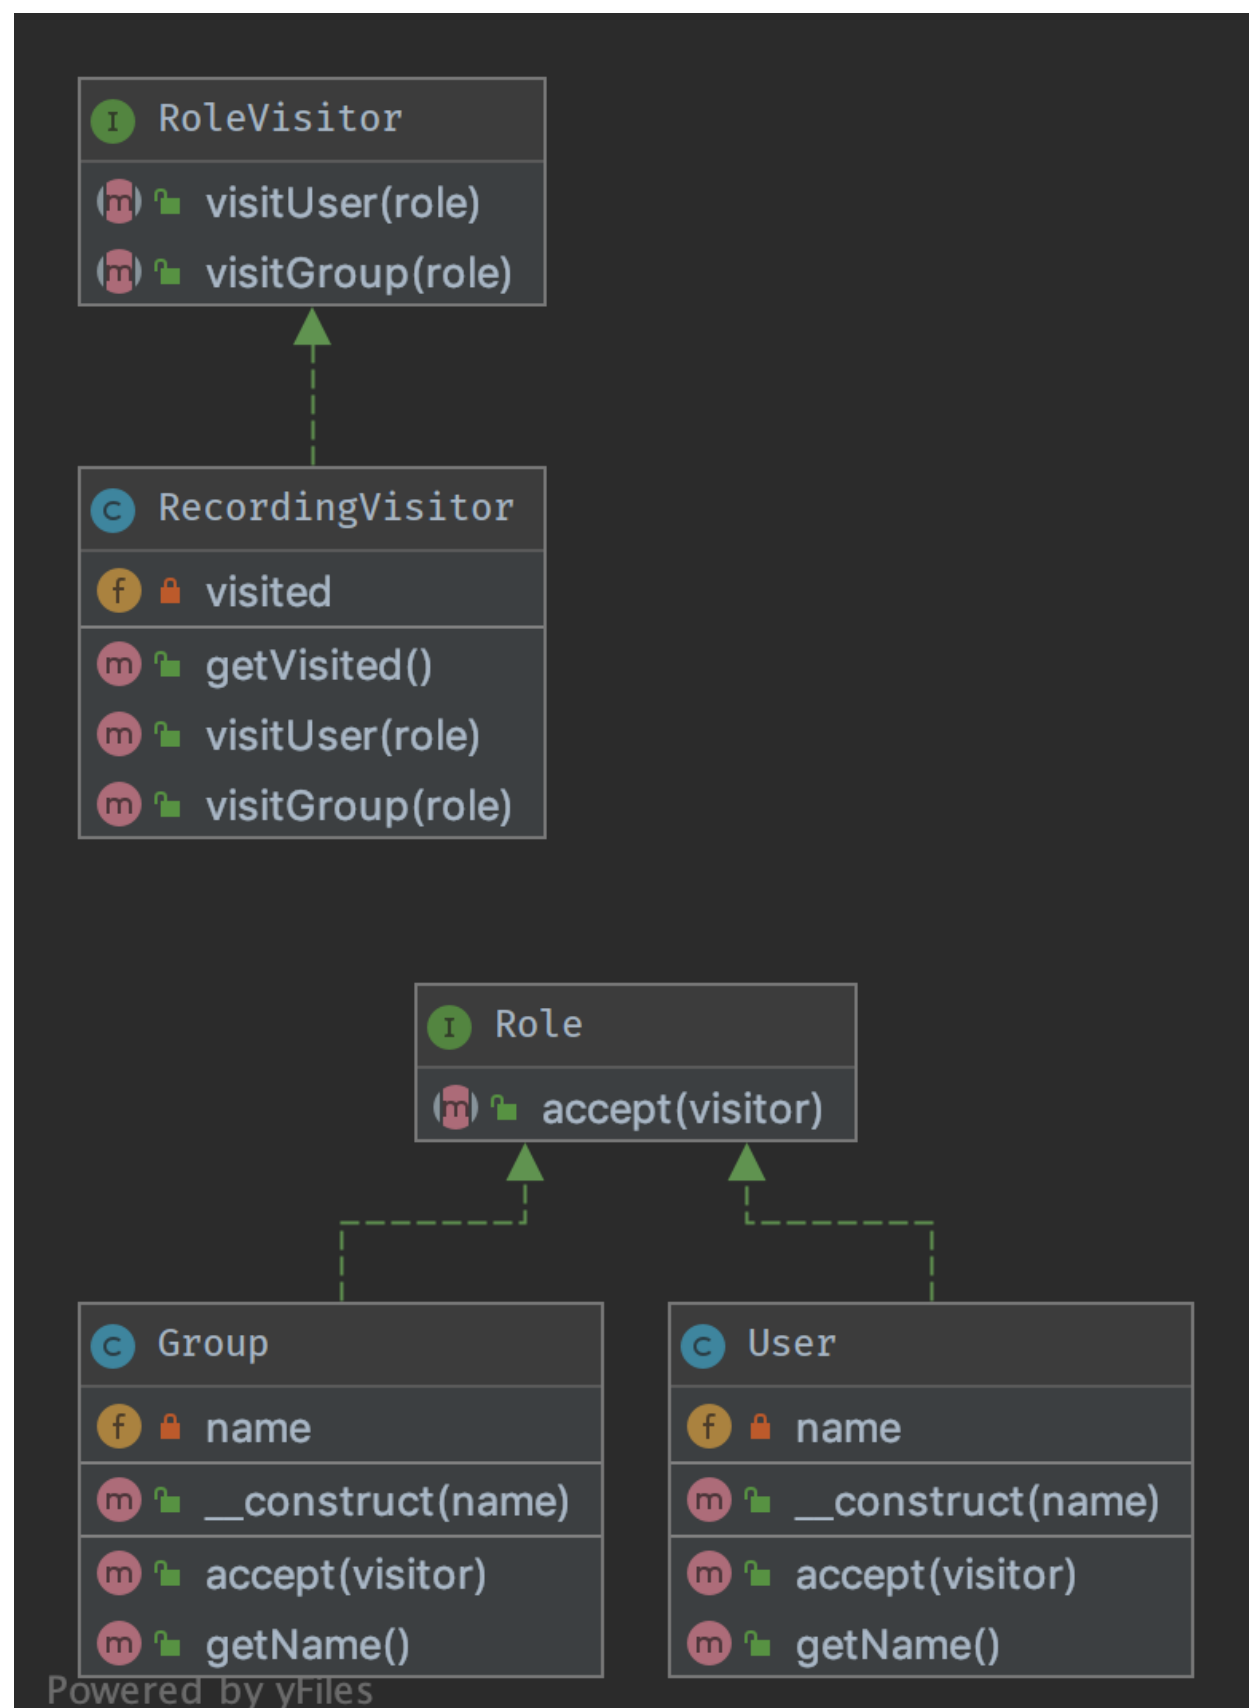 I RoleVisitor
m visitUser(role)
m visitGroup(role)
C RecordingVisitor
f visited
m getVisited()
m visitUser(role)
m visitGroup(role)
I Role
m accept(visitor)
C Group
f name
m __construct(name)
m accept(visitor)
m getName()
C User
f name
m __construct(name)
m accept(visitor)
m getName()
Powered by yFiles